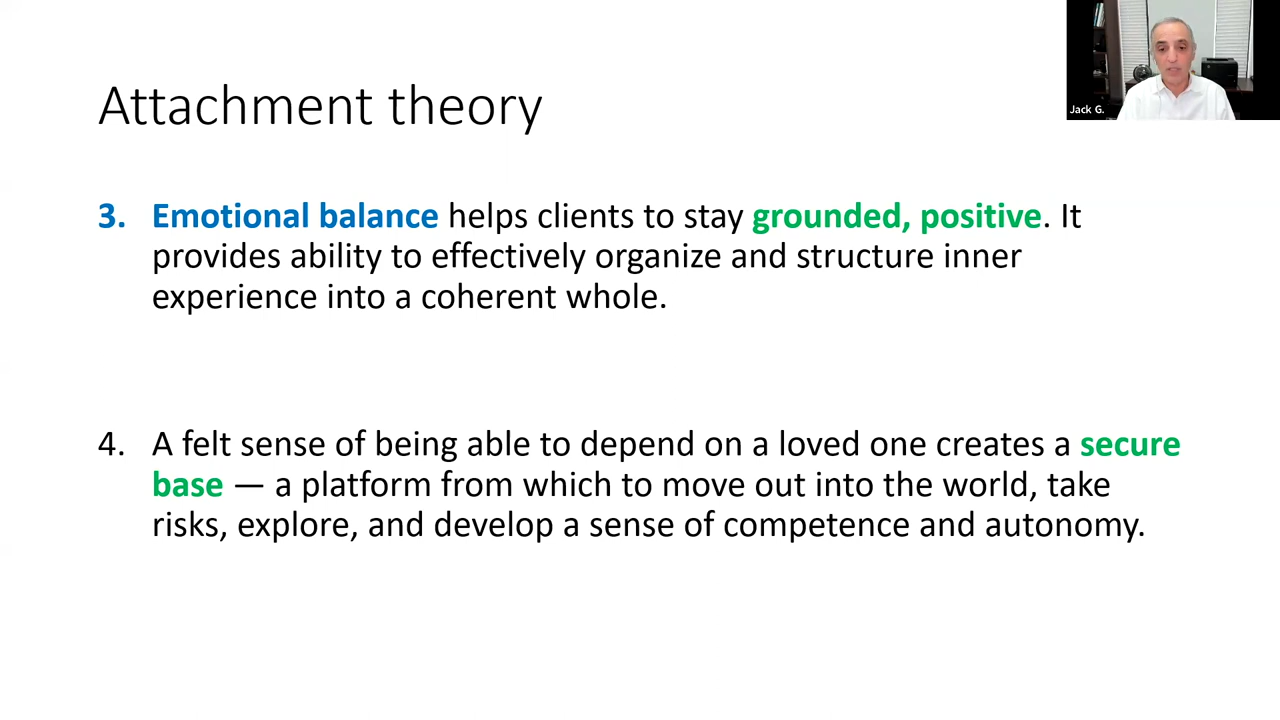 Attachment theory
Jack G.
3. Emotional balance helps clients to stay grounded, positive. It
provides ability to effectively organize and structure inner
experience into a coherent whole.
4. A felt sense of being able to depend on a loved one creates a secure
base — a platform from which to move out into the world, take
risks, explore, and develop a sense of competence and autonomy.